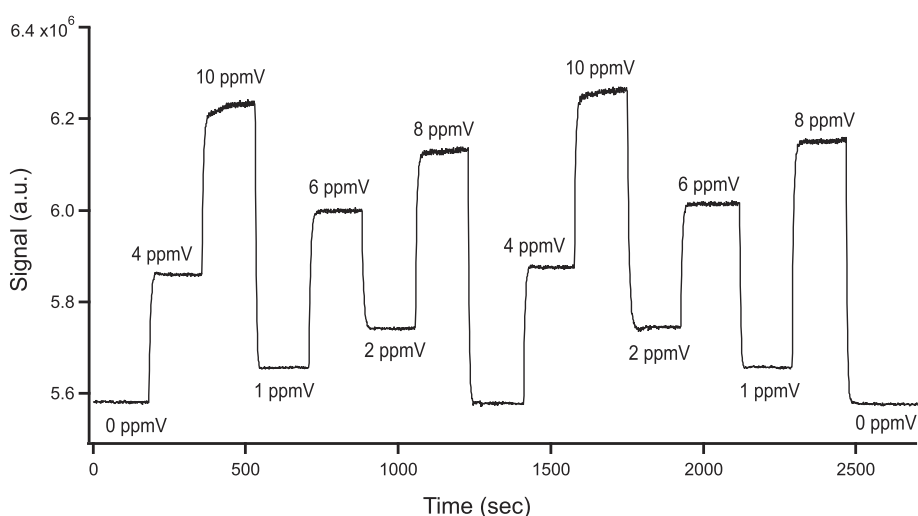 6.4 x10⁶
6.2
6.0
5.8
5.6
Signal (a.u.)
0 ppmV
4 ppmV
10 ppmV
1 ppmV
6 ppmV
2 ppmV
8 ppmV
4 ppmV
10 ppmV
2 ppmV
6 ppmV
1 ppmV
8 ppmV
0 ppmV
0
500
1000
1500
2000
2500
Time (sec)